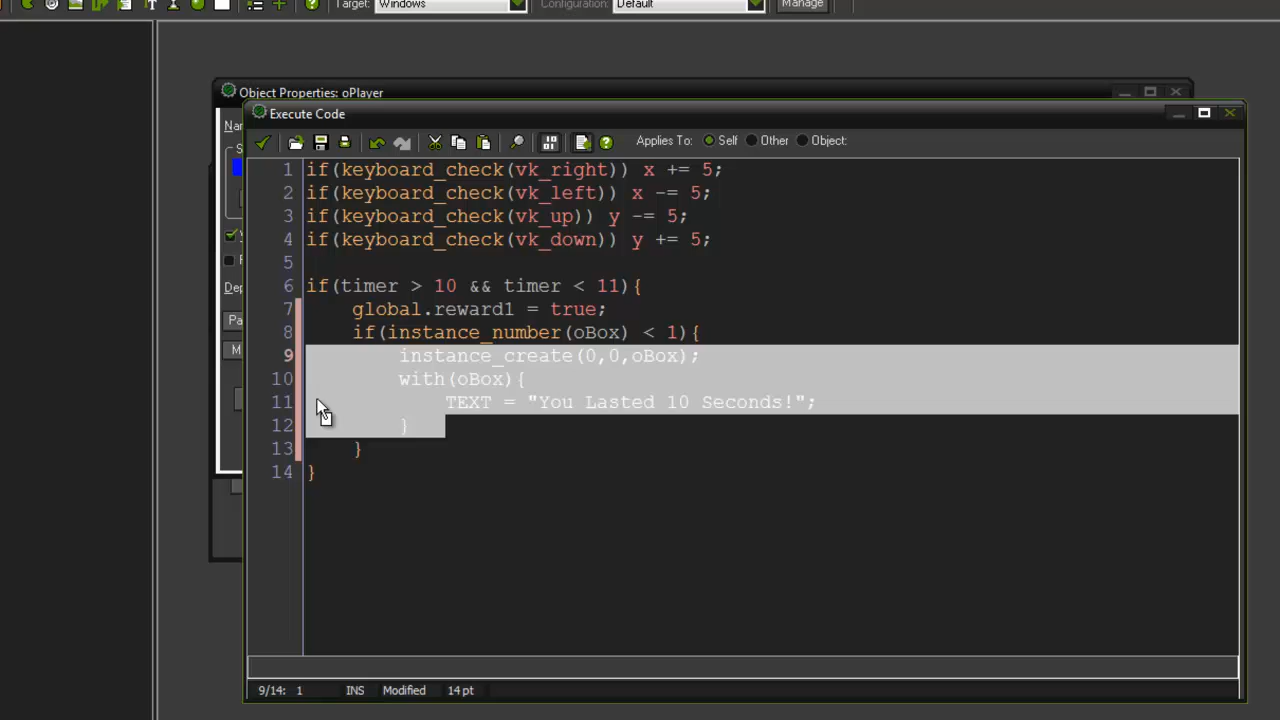 Target: Windows Configuration: Default Manage
Object Properties: oPlayer
Execute Code
Applies To: Self Other Object:
1 if(keyboard_check(vk_right)) x += 5;
2 if(keyboard_check(vk_left)) x -= 5;
3 if(keyboard_check(vk_up)) y -= 5;
4 if(keyboard_check(vk_down)) y += 5;
5
6 if(timer > 10 && timer < 11){
7 global.reward1 = true;
8 if(instance_number(oBox) < 1){
9 instance_create(0,0,oBox);
10 with(oBox){
11 TEXT = "You Lasted 10 Seconds!";
12 }
13 }
14 }
9/14: 1 INS Modified 14 pt